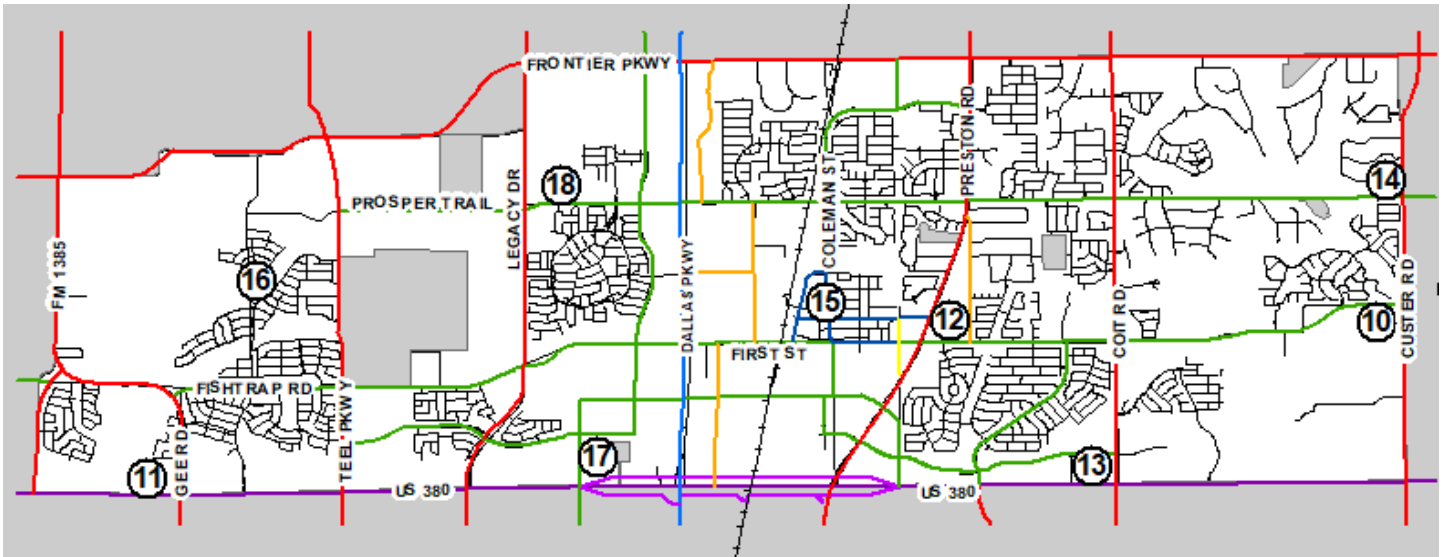 FRONTIER PKWY
PRESTON RD
COLEMAN ST
14
18
LEGACY DR
PROSPER TRAIL
FM 1385
16
DALLAS PKWY
15
12
COIT RD
10
CUSTER RD
FIRST ST
FISHTRAP RD
TEEL PKWY
GEE RD
11
17
13
US 380
US 380